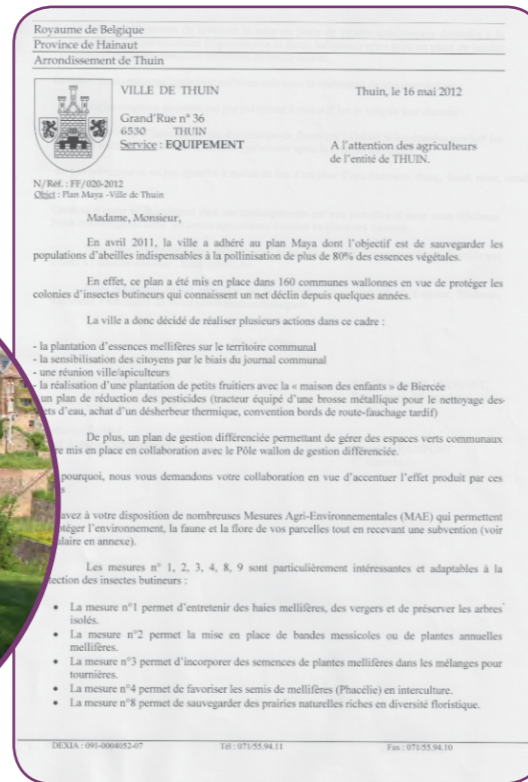 Royaume de Belgique
Province de Hainaut
Arrondissement de Thuin
VILLE DE THUIN
Thuin, le 16 mai 2012
Grand'Rue n° 36
6530 THUIN
Service : EQUIPEMENT
A l'attention des agriculteurs
de l'entité de THUIN.
N/Réf. : FF/020-2012
Objet : Plan Maya -Ville de Thuin
Madame, Monsieur,
En avril 2011, la ville a adhéré au plan Maya dont l'objectif est de sauvegarder les
populations d'abeilles indispensables à la pollinisation de plus de 80% des essences végétales.
En effet, ce plan a été mis en place dans 160 communes wallonnes en vue de protéger les
colonies d'insectes butineurs qui connaissent un net déclin depuis quelques années.
La ville a donc décidé de réaliser plusieurs actions dans ce cadre :
- la plantation d'essences mellifères sur le territoire communal
- la sensibilisation des citoyens par le biais du journal communal
- une réunion ville/apiculteurs
- la réalisation d'une plantation de petits fruitiers avec la « maison des enfants » de Biercée
un plan de réduction des pesticides (tracteur équipé d'une brosse métallique pour le nettoyage des
ets d'eau, achat d'un désherbeur thermique, convention bords de route-fauchage tardif)
De plus, un plan de gestion différenciée permettant de gérer des espaces verts communaux
re mis en place en collaboration avec le Pôle wallon de gestion différenciée.
pourquoi, nous vous demandons votre collaboration en vue d'accentuer l'effet produit par ces
s
avez à votre disposition de nombreuses Mesures Agri-Environnementales (MAE) qui permettent
otéger l'environnement, la faune et la flore de vos parcelles tout en recevant une subvention (voir
ulaire en annexe).
Les mesures n° 1, 2, 3, 4, 8, 9 sont particulièrement intéressantes et adaptables à la
ection des insectes butineurs :
• La mesure n°1 permet d'entretenir des haies mellifères, des vergers et de préserver les arbres
isolés.
• La mesure n°2 permet la mise en place de bandes messicoles ou de plantes annuelles
mellifères.
• La mesure n°3 permet d'incorporer des semences de plantes mellifères dans les mélanges pour
tournières.
• La mesure n°4 permet de favoriser les semis de mellifères (Phacélie) en interculture.
• La mesure n°8 permet de sauvegarder des prairies naturelles riches en diversité floristique.
DEXIA : 091-0004052-07
Tél : 071/55.94.11
Fax : 071/55.94.10